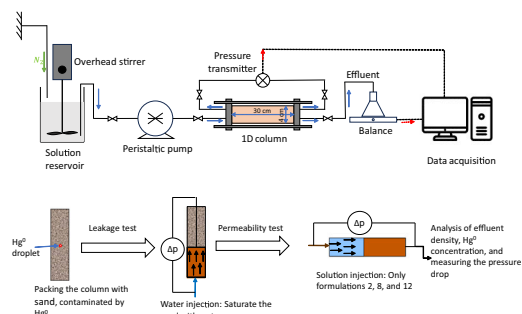 N₂
Overhead stirrer
Solution
reservoir
Peristaltic pump
Pressure
transmitter
30 cm
4 cm
1D column
Effluent
Balance
Data acquisition
Hg⁰
droplet
Packing the column with
sand, contaminated by
Hg⁰
Leakage test
Δp
Water injection: Saturate the
Permeability test
Δp
Solution injection: Only
formulations 2, 8, and 12
Analysis of effluent
density, Hg⁰
concentration, and
measuring the pressure
drop